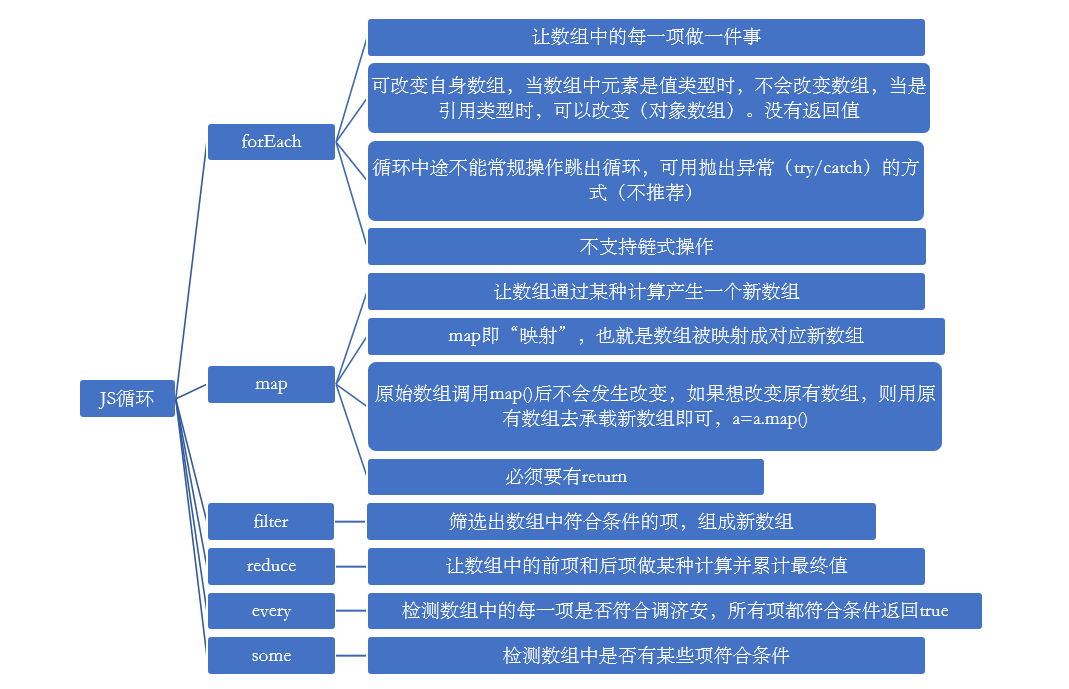 JS循环
forEach
让数组中的每一项做一件事
可改变自身数组，当数组中元素是值类型时，不会改变数组，当是
引用类型时，可以改变（对象数组）。没有返回值
循环中途不能常规操作跳出循环，可用抛出异常（try/catch）的方
式（不推荐）
不支持链式操作
map
让数组通过某种计算产生一个新数组
map即“映射”，也就是数组被映射成对应新数组
原始数组调用map()后不会发生改变，如果想改变原有数组，则用原
有数组去承载新数组即可，a=a.map()
必须要有return
filter
筛选出数组中符合条件的项，组成新数组
reduce
让数组中的前项和后项做某种计算并累计最终值
every
检测数组中的每一项是否符合调济安，所有项都符合条件返回true
some
检测数组中是否有某些项符合条件